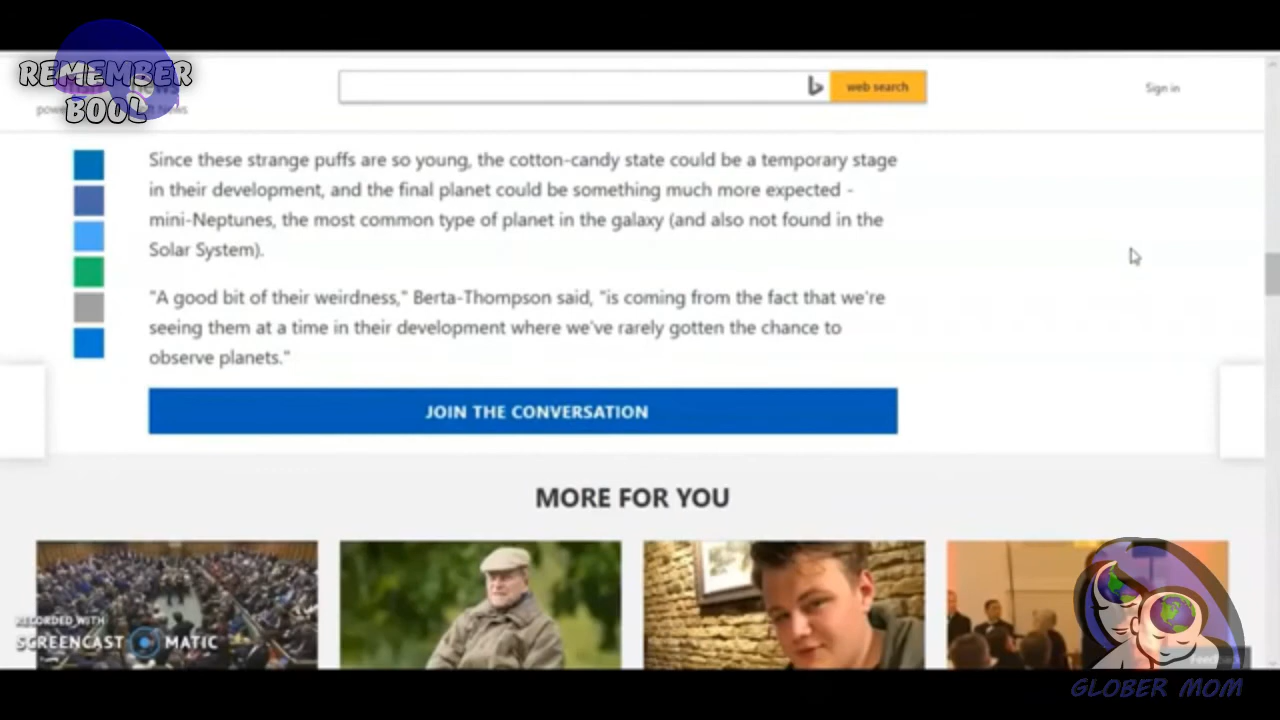 REMEMBER
BOOL
news
web search
Sign in
Since these strange puffs are so young, the cotton-candy state could be a temporary stage
in their development, and the final planet could be something much more expected -
mini-Neptunes, the most common type of planet in the galaxy (and also not found in the
Solar System).
"A good bit of their weirdness," Berta-Thompson said, "is coming from the fact that we're
seeing them at a time in their development where we've rarely gotten the chance to
observe planets."
JOIN THE CONVERSATION
MORE FOR YOU
RECORDED WITH
SCREENCAST MATIC
GLOBER MOM